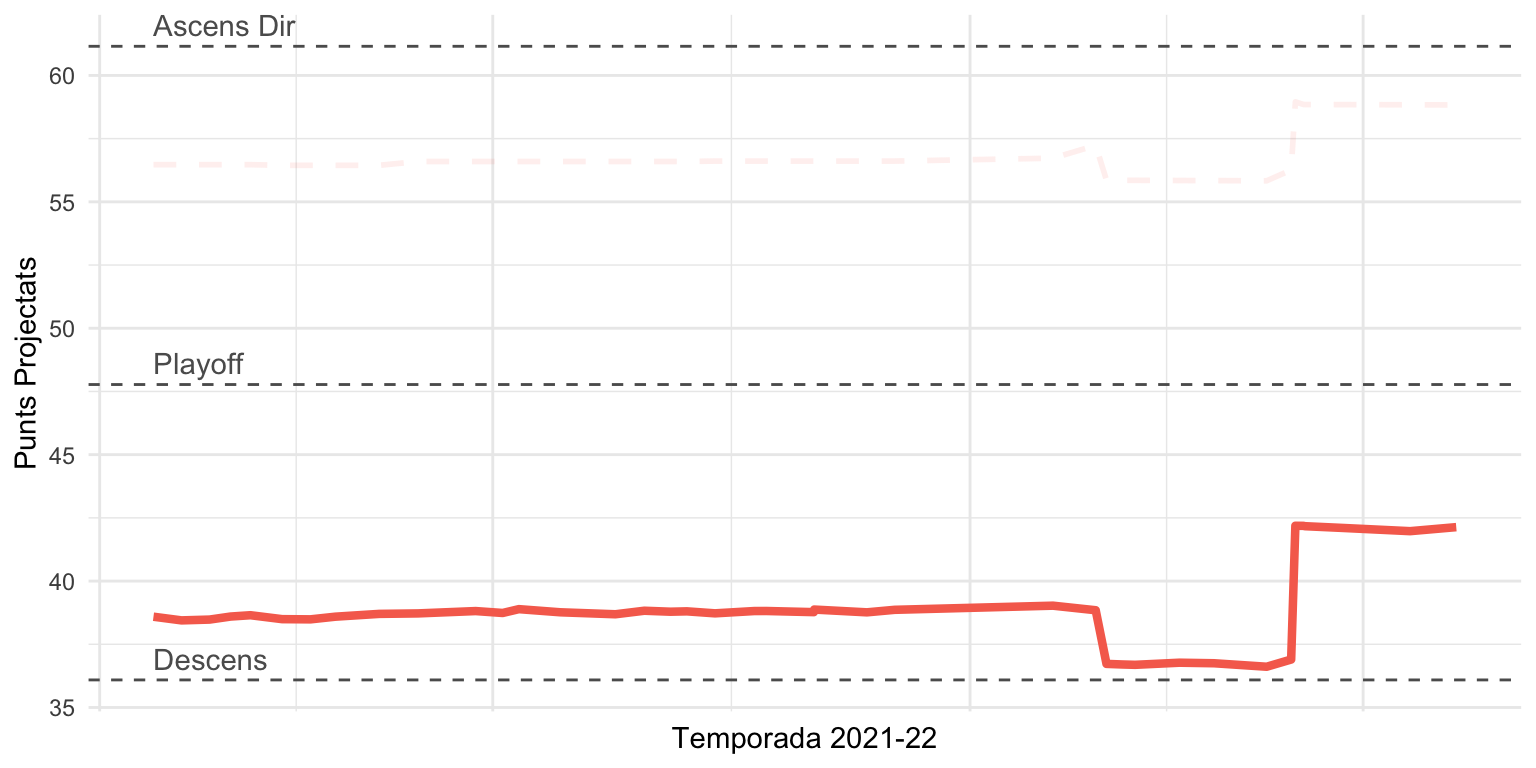 Ascens Dir
60
55
50
Playoff
45
40
Descens
35
Punts Projectats
Temporada 2021-22